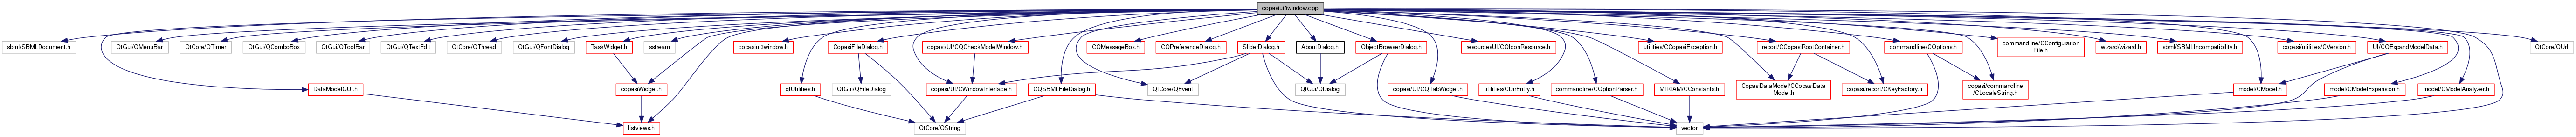 copasiui3window.cpp
sbml/SBMLDocument.h
QtGui/QMenuBar
QtCore/QTimer
QtGui/QComboBox
QtGui/QToolBar
QtGui/QTextEdit
QtCore/QThread
QtGui/QFontDialog
TaskWidget.h
sstream
copasiui3window.h
CopasiFileDialog.h
copasi/UI/CQCheckModelWindow.h
CQMessageBox.h
CQPreferenceDialog.h
SliderDialog.h
AboutDialog.h
ObjectBrowserDialog.h
resourcesUI/CQIconResource.h
utilities/CCopasiException.h
report/CCopasiRootContainer.h
commandline/COptions.h
commandline/CConfiguration
File.h
wizard/wizard.h
sbml/SBMLIncompatibility.h
copasi/utilities/CVersion.h
UI/CQExpandModelData.h
QtCore/QUrl
DataModelGUI.h
copasiWidget.h
qtUtilities.h
QtGui/QFileDialog
copasi/UI/CWindowInterface.h
CQSBMLFileDialog.h
QtCore/QEvent
QtGui/QDialog
copasi/UI/CQTabWidget.h
utilities/CDirEntry.h
commandline/COptionParser.h
MIRIAM/CConstants.h
CopasiDataModel/CCopasiData
Model.h
copasi/report/CKeyFactory.h
copasi/commandline
/CLocaleString.h
model/CModel.h
model/CModelExpansion.h
model/CModelAnalyzer.h
listviews.h
QtCore/QString
vector